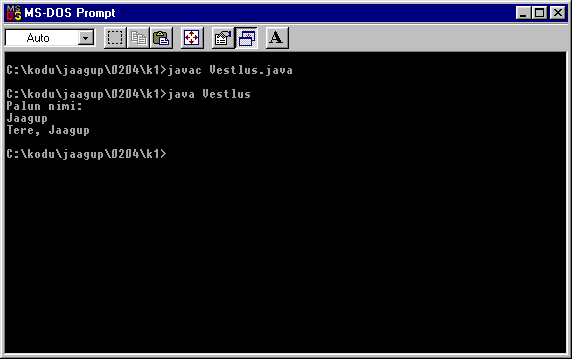 MS-DOS Prompt
Auto
A
C:\kodu\jaagup\0204\k1>javac Vestlus.java
C:\kodu\jaagup\0204\k1>java Vestlus
Palun nimi:
Jaagup
Tere, Jaagup
C:\kodu\jaagup\0204\k1>